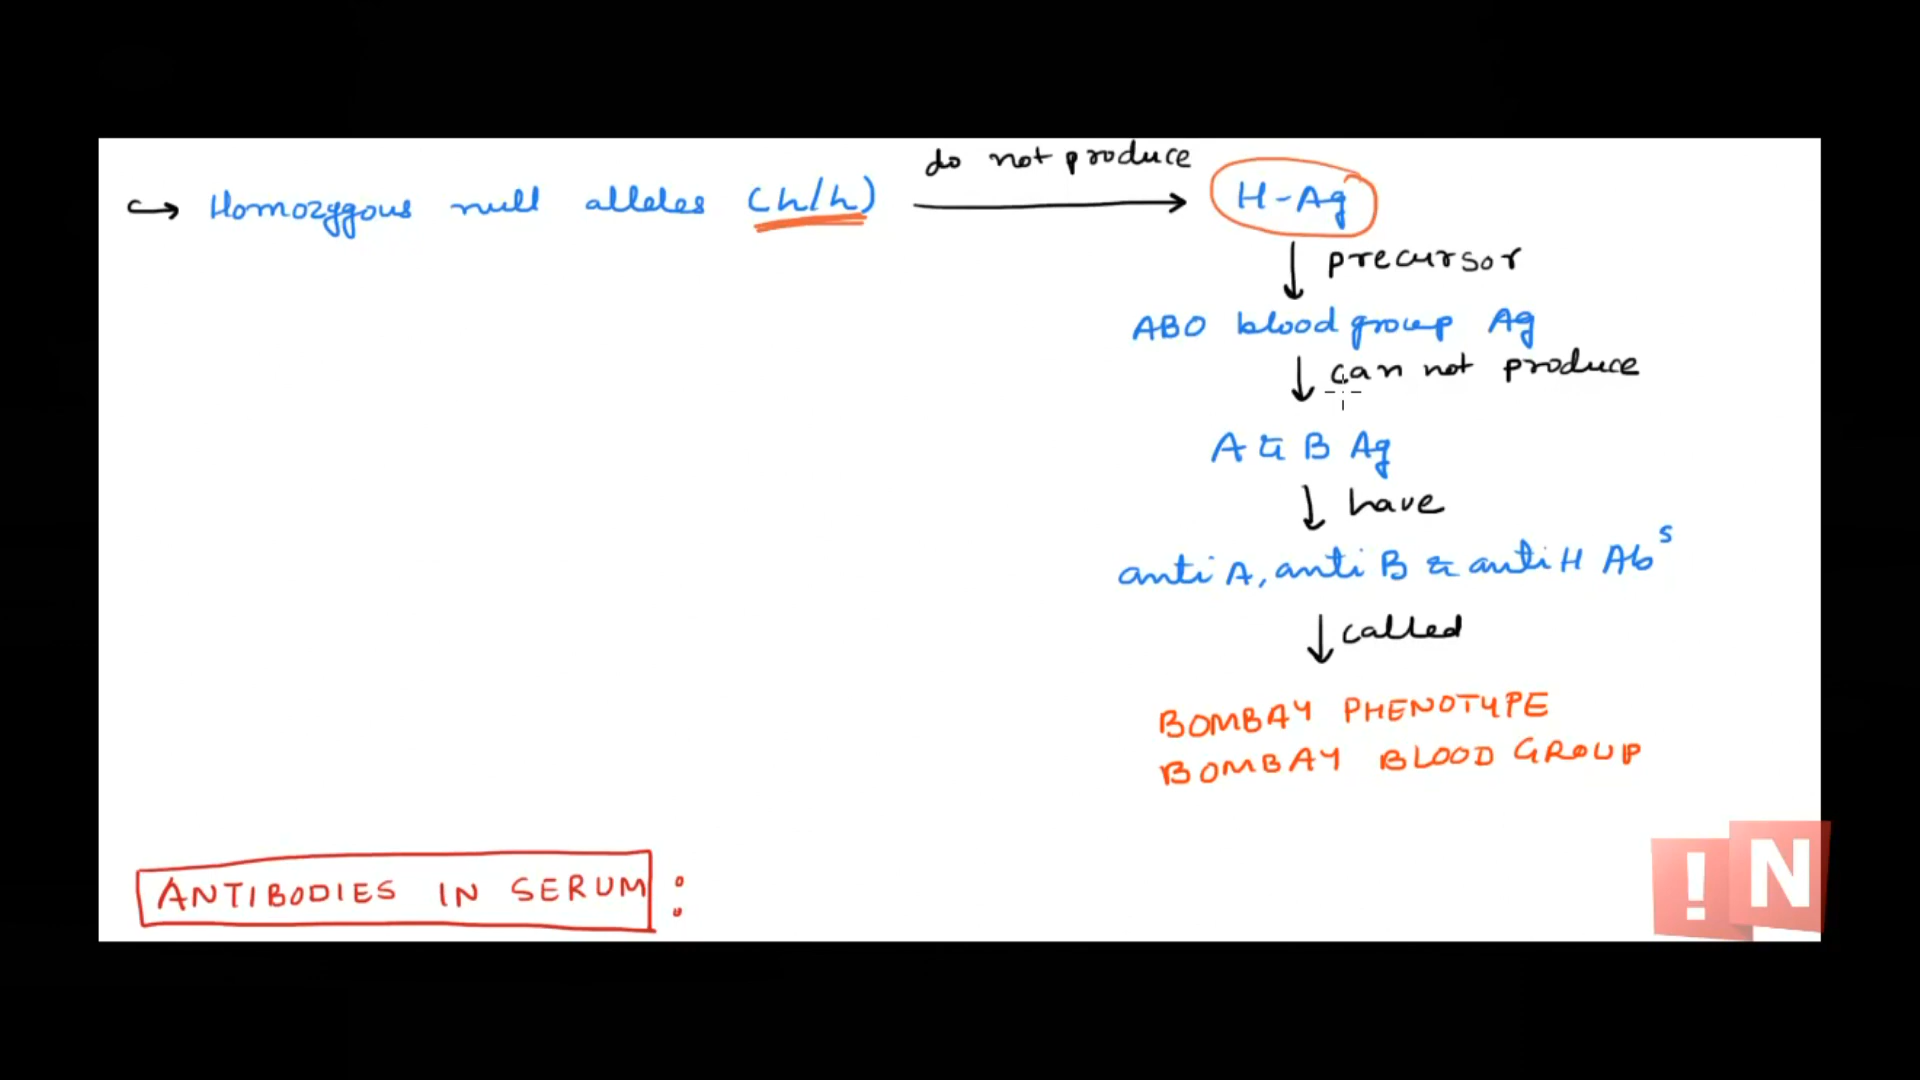 do not produce
↪ Homozygous null alleles (h/h) → H-Ag
↓ precursor
ABO blood group Ag
↓ can not produce
A & B Ag
↓ have
anti A, anti B & anti H Abs
↓ called
BOMBAY PHENOTYPE
BOMBAY BLOOD GROUP
ANTIBODIES IN SERUM :
! N